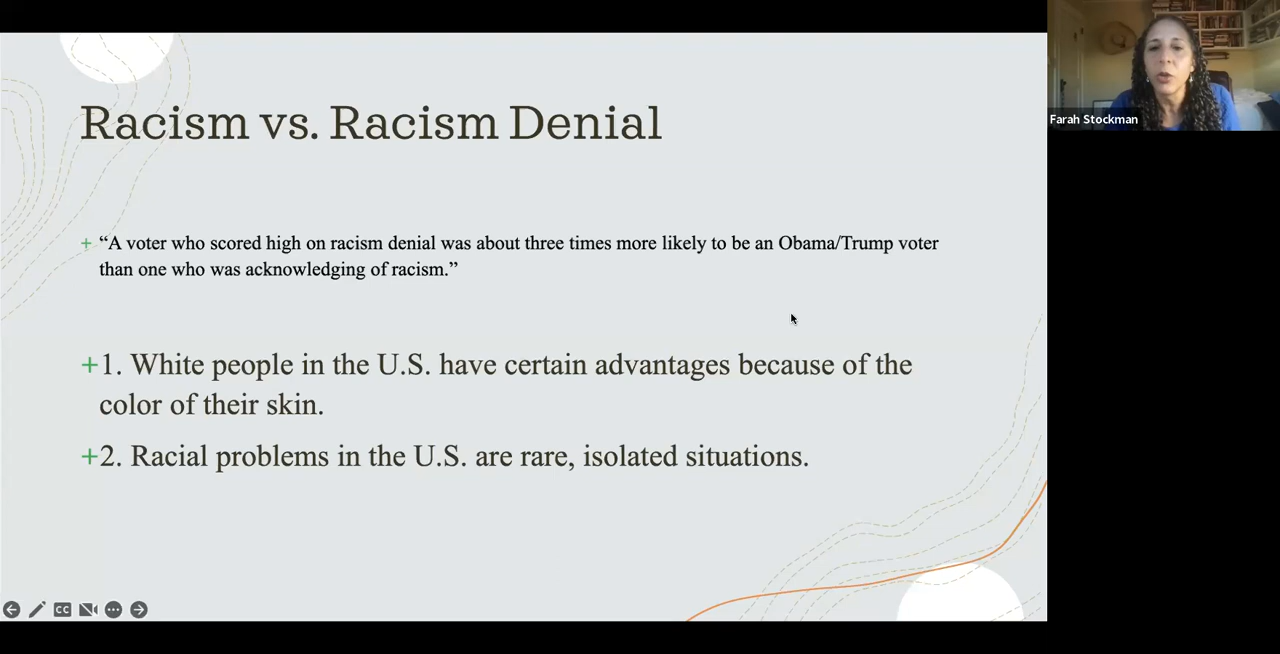 Racism vs. Racism Denial
+ “A voter who scored high on racism denial was about three times more likely to be an Obama/Trump voter
than one who was acknowledging of racism.”
+1. White people in the U.S. have certain advantages because of the
color of their skin.
+2. Racial problems in the U.S. are rare, isolated situations.
CC
Farah Stockman